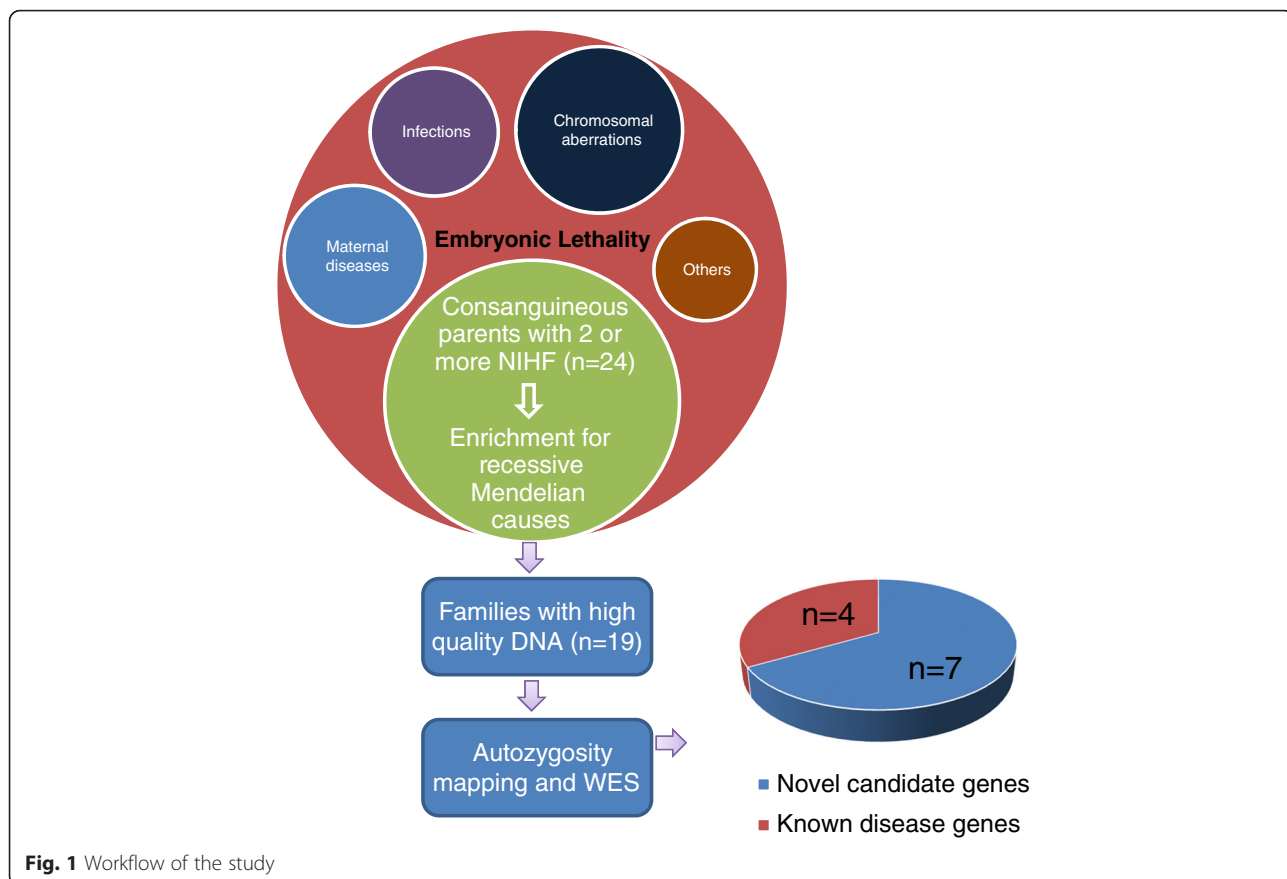 Infections
Chromosomal
aberrations
Maternal
diseases
Embryonic Lethality
Others
Consanguineous
parents with 2 or
more NIHF (n=24)
Enrichment for
recessive
Mendelian
causes
Families with high
quality DNA (n=19)
Autozygosity
mapping and WES
n=4
n=7
Novel candidate genes
Known disease genes
Fig. 1 Workflow of the study